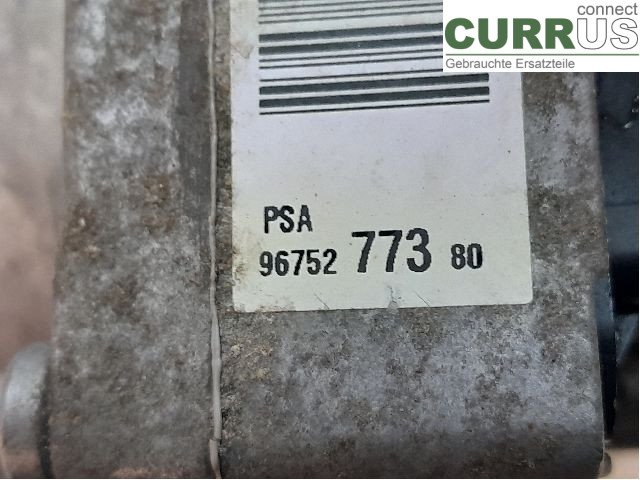 connect
CURRUS
Gebrauchte Ersatzteile
PSA
96752 773 80